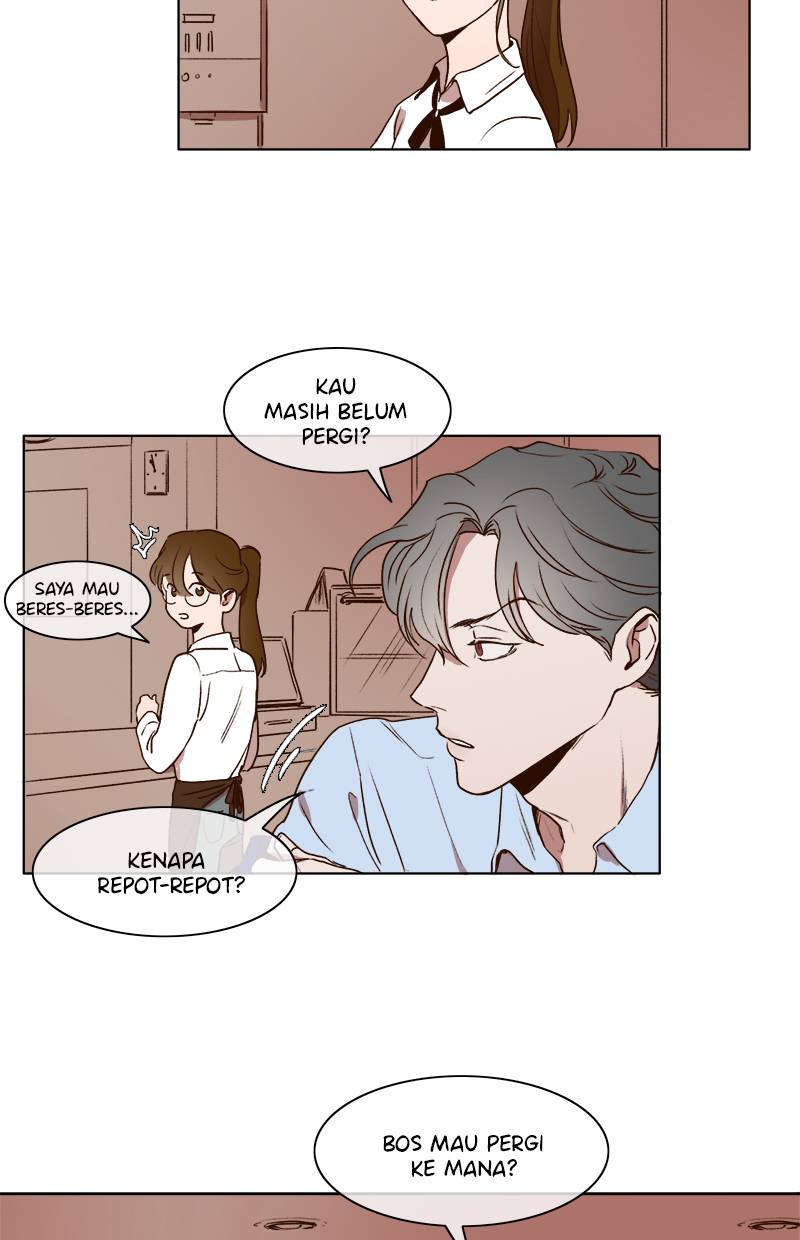 KAU
MASIH BELUM
PERGI?
SAYA MAU
BERES-BERES...
KENAPA
REPOT-REPOT?
BOS MAU PERGI
KE MANA?